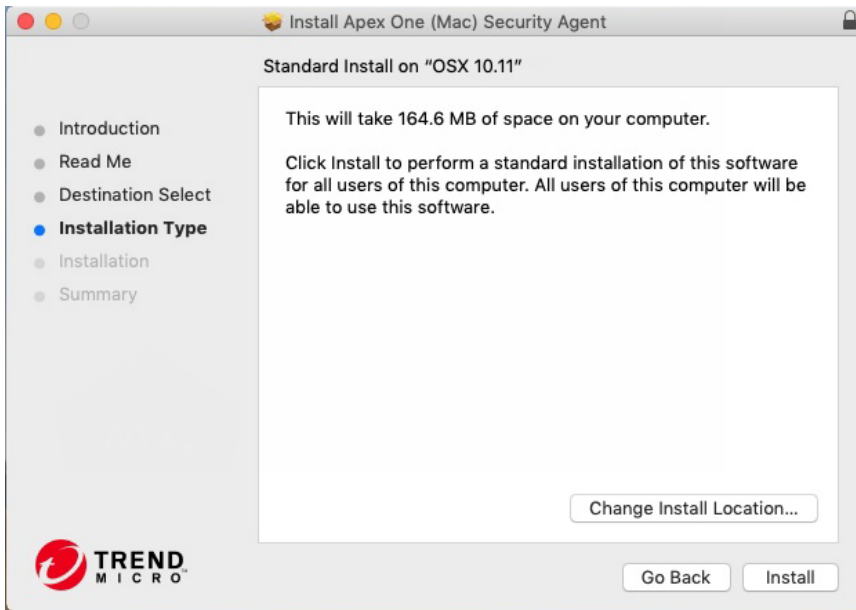 Install Apex One (Mac) Security Agent
Standard Install on “OSX 10.11”
Introduction
Read Me
Destination Select
Installation Type
Installation
Summary
This will take 164.6 MB of space on your computer.
Click Install to perform a standard installation of this software
for all users of this computer. All users of this computer will be
able to use this software.
Change Install Location...
TREND
MICRO™
Go Back
Install